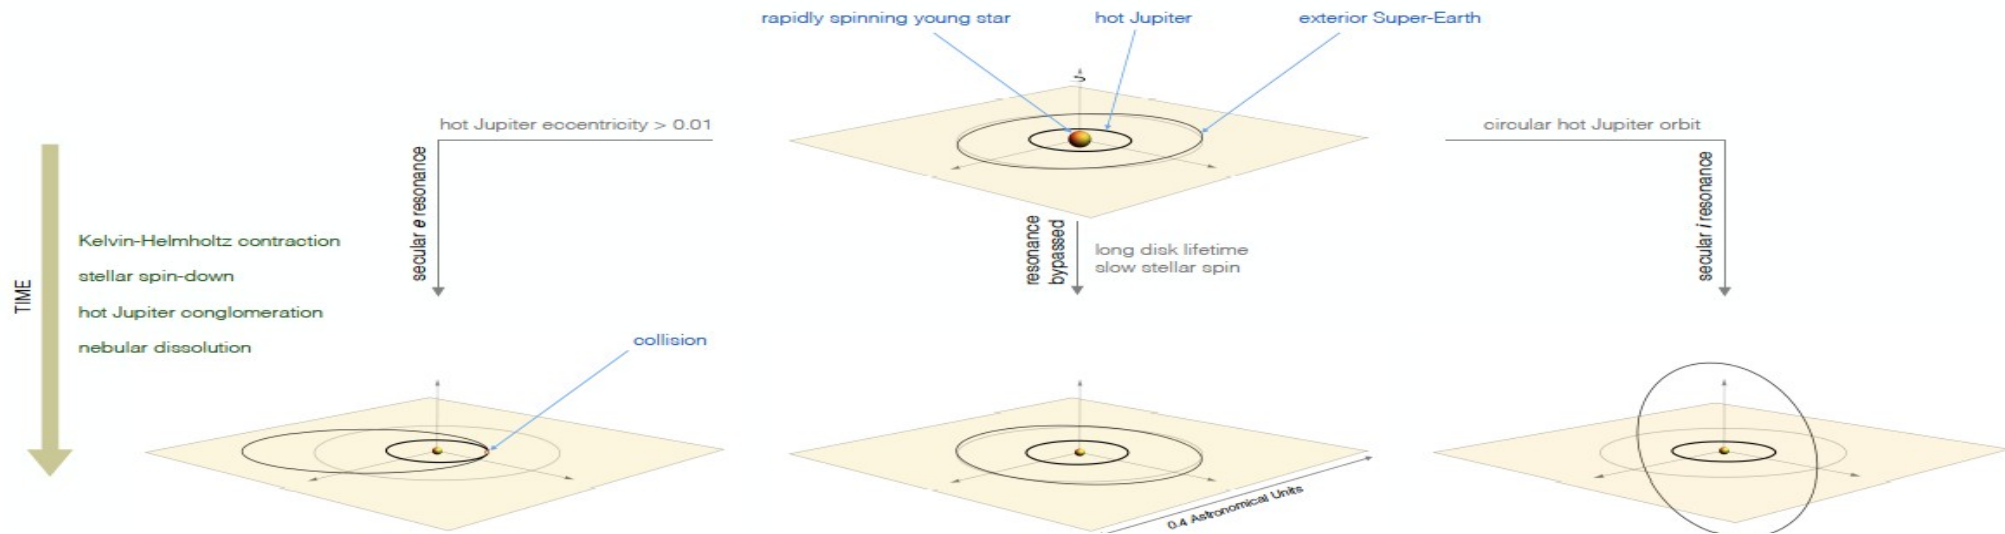 rapidly spinning young star
hot Jupiter
exterior Super-Earth
hot Jupiter eccentricity > 0.01
circular hot Jupiter orbit
secular e resonance
resonance
bypassed
long disk lifetime
slow stellar spin
secular i resonance
TIME
Kelvin-Helmholtz contraction
stellar spin-down
hot Jupiter conglomeration
nebular dissolution
collision
0.4 Astronomical Units